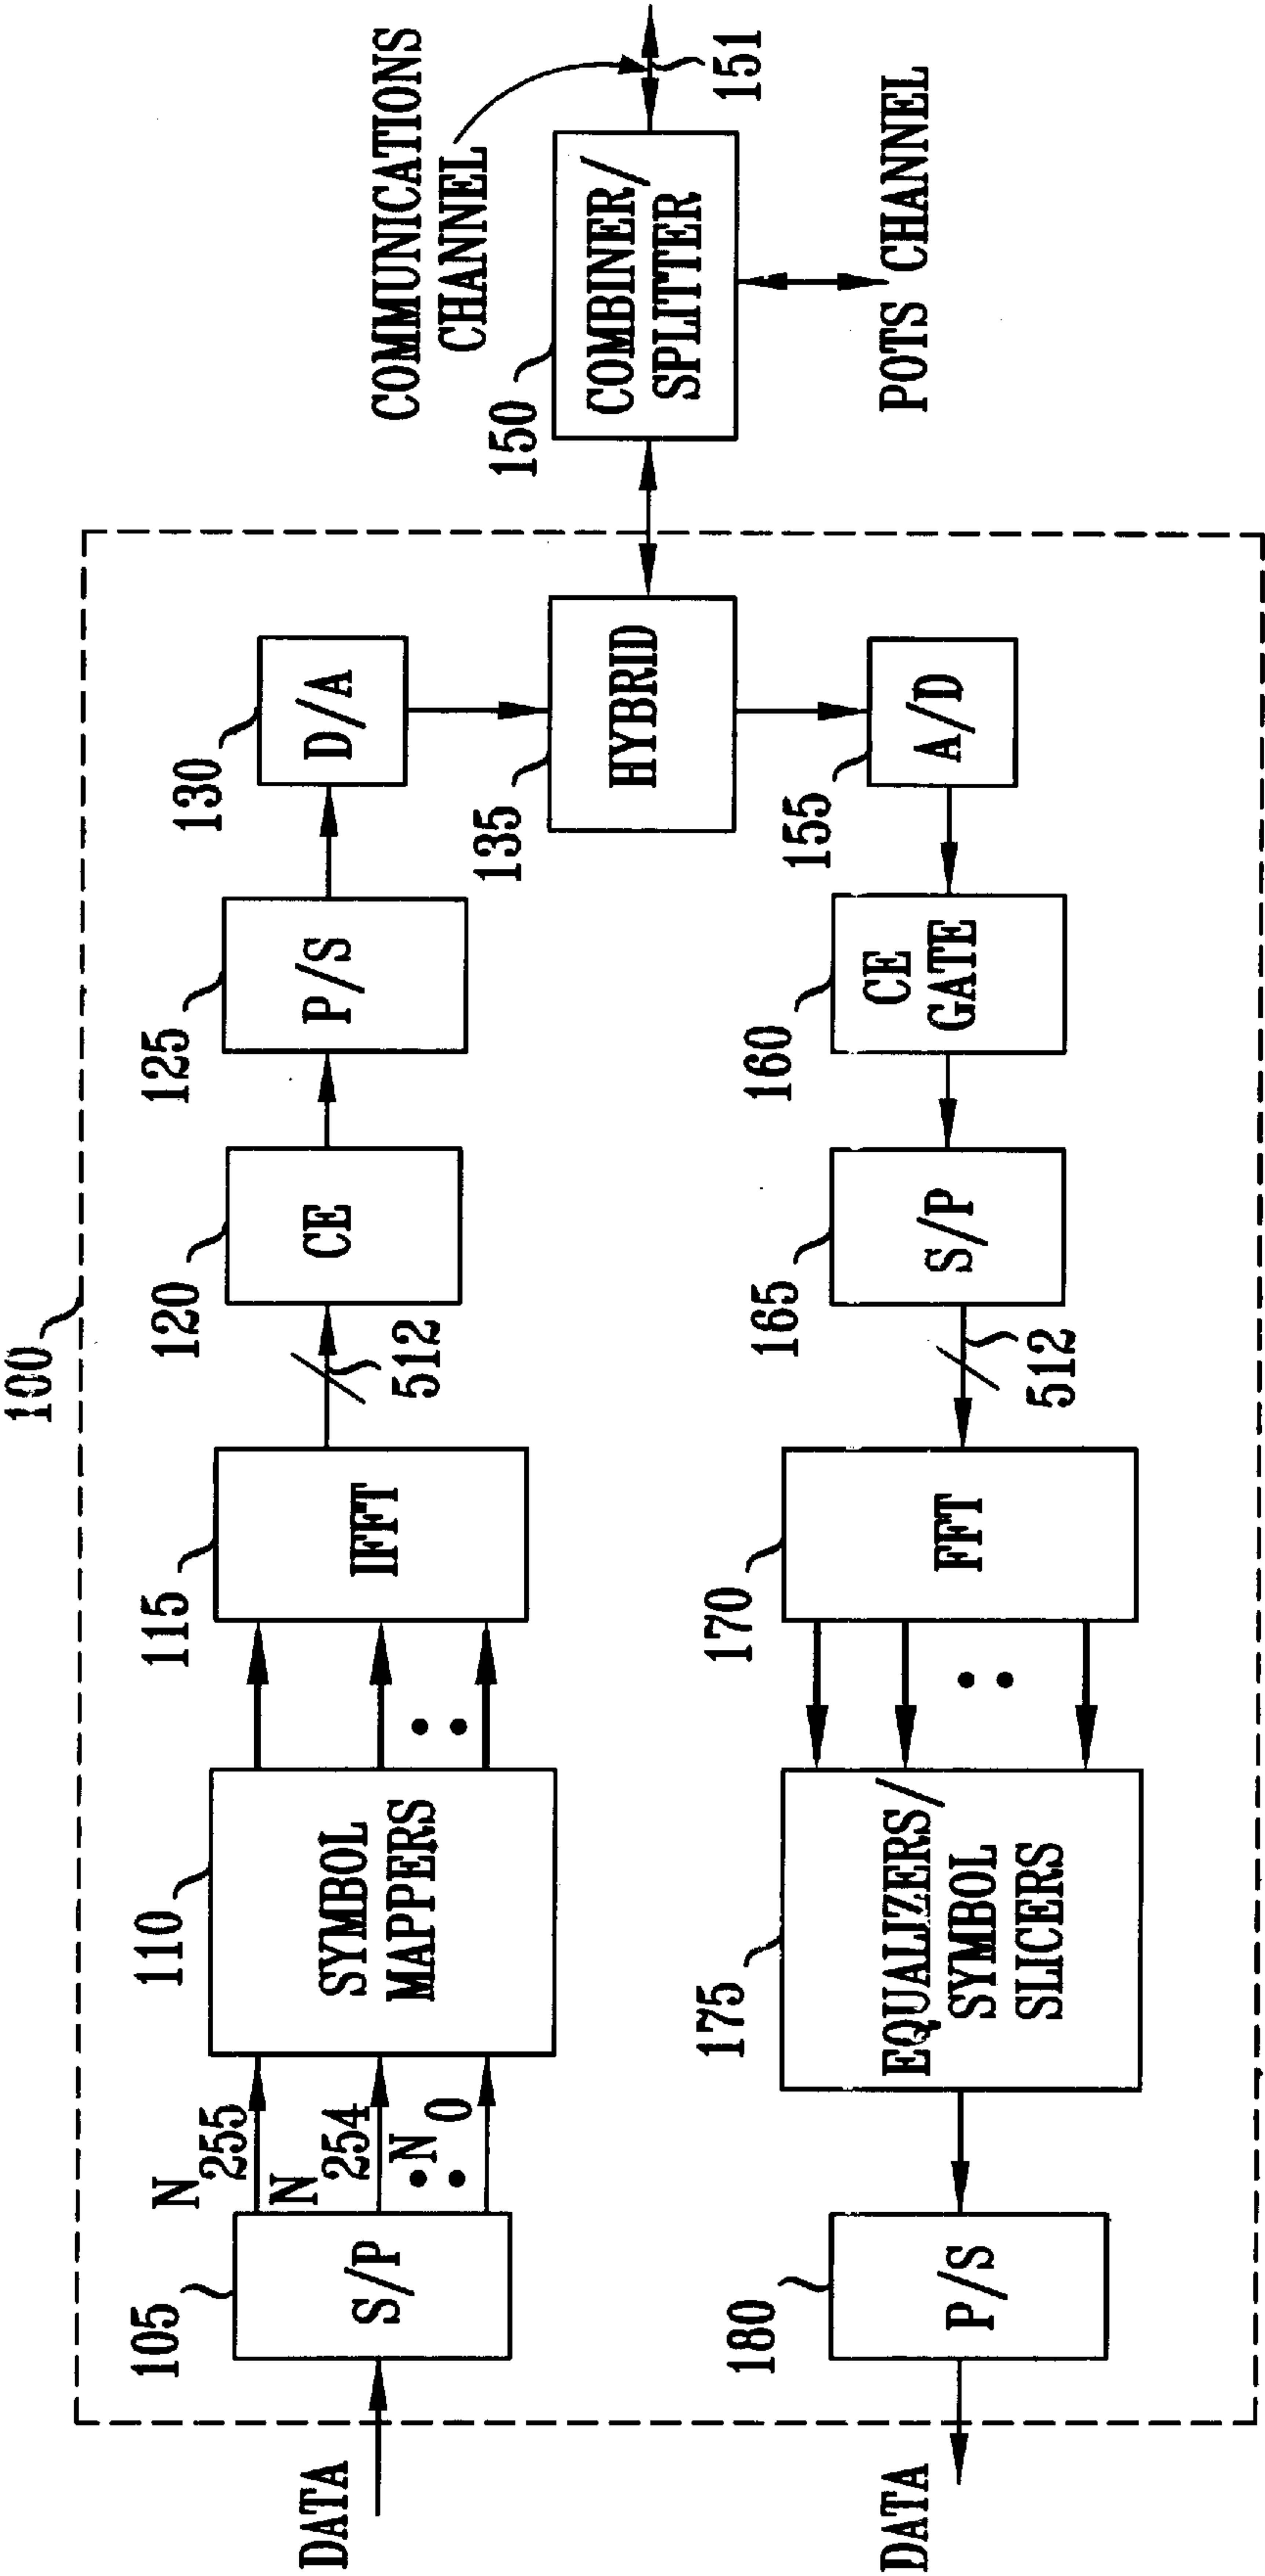 100
COMMUNICATIONS
CHANNEL
151
150
COMBINER/
SPLITTER
POTS CHANNEL
DATA
105
S/P
N255
N254
N0
110
SYMBOL
MAPPERS
115
IFFT
512
120
CE
125
P/S
130
D/A
135
HYBRID
155
A/D
160
CE
GATE
165
S/P
512
170
FFT
175
EQUALIZERS/
SYMBOL
SLICERS
180
P/S
DATA